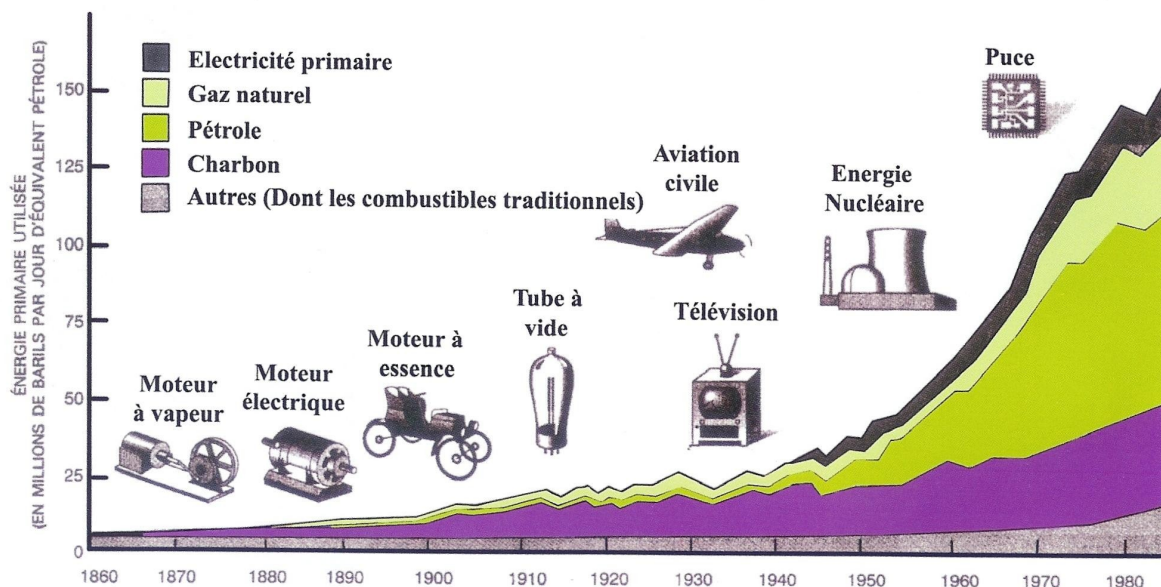 ÉNERGIE PRIMAIRE UTILISÉE
(EN MILLIONS DE BARILS PAR JOUR D'ÉQUIVALENT PÉTROLE)
150
125
100
75
50
25
0
Electricité primaire
Gaz naturel
Pétrole
Charbon
Autres (Dont les combustibles traditionnels)
Moteur
à vapeur
Moteur
électrique
Moteur à
essence
Tube à
vide
Aviation
civile
Télévision
Energie
Nucléaire
Puce
1860
1870
1880
1890
1900
1910
1920
1930
1940
1950
1960
1970
1980